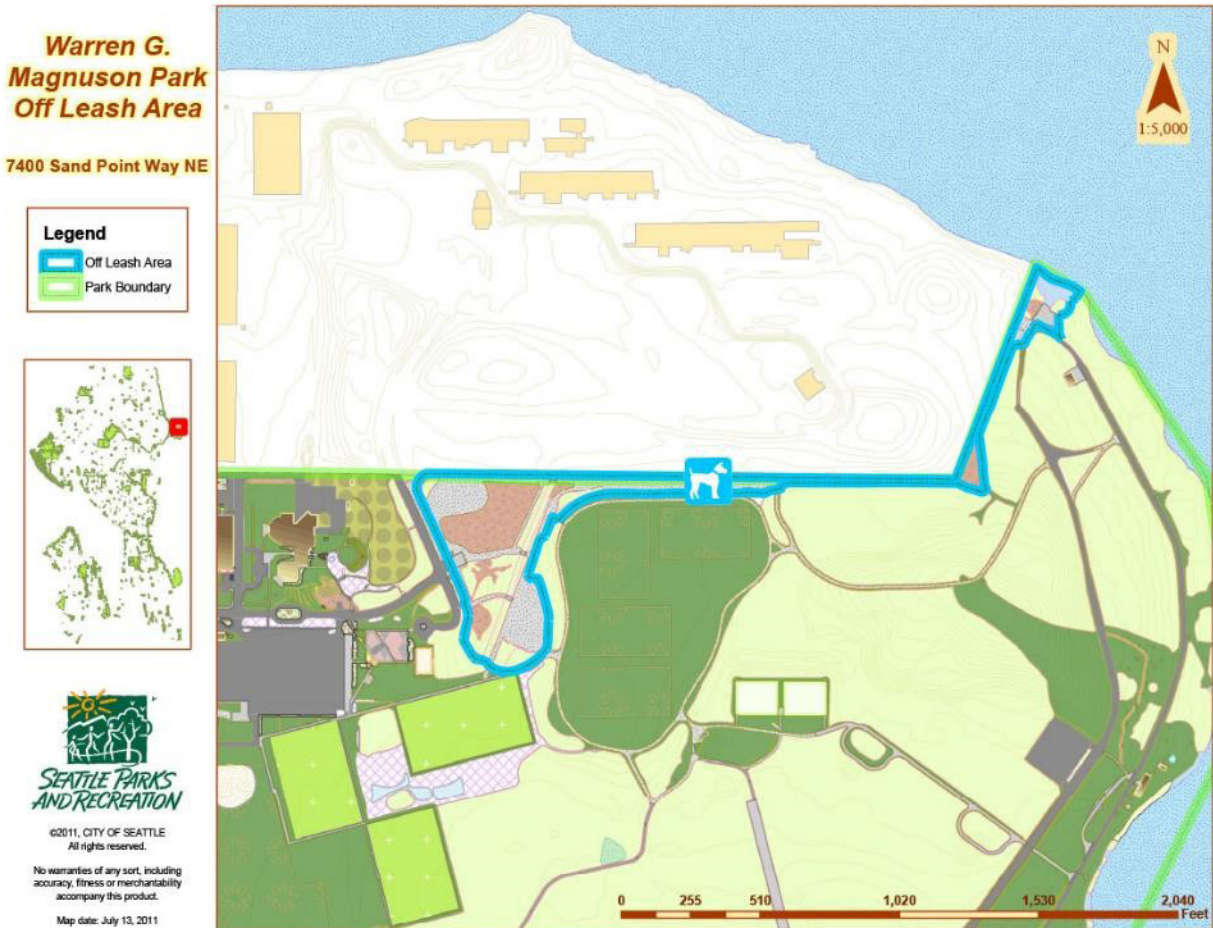 Warren G.
Magnuson Park
Off Leash Area
7400 Sand Point Way NE
Legend
Off Leash Area
Park Boundary
SEATTLE PARKS
AND RECREATION
©2011, CITY OF SEATTLE
All rights reserved.
No warranties of any sort, including
accuracy, fitness or merchantability
accompany this product.
Map date: July 13, 2011
N
1:5,000
0 255 510 1,020 1,530 2,040
Feet